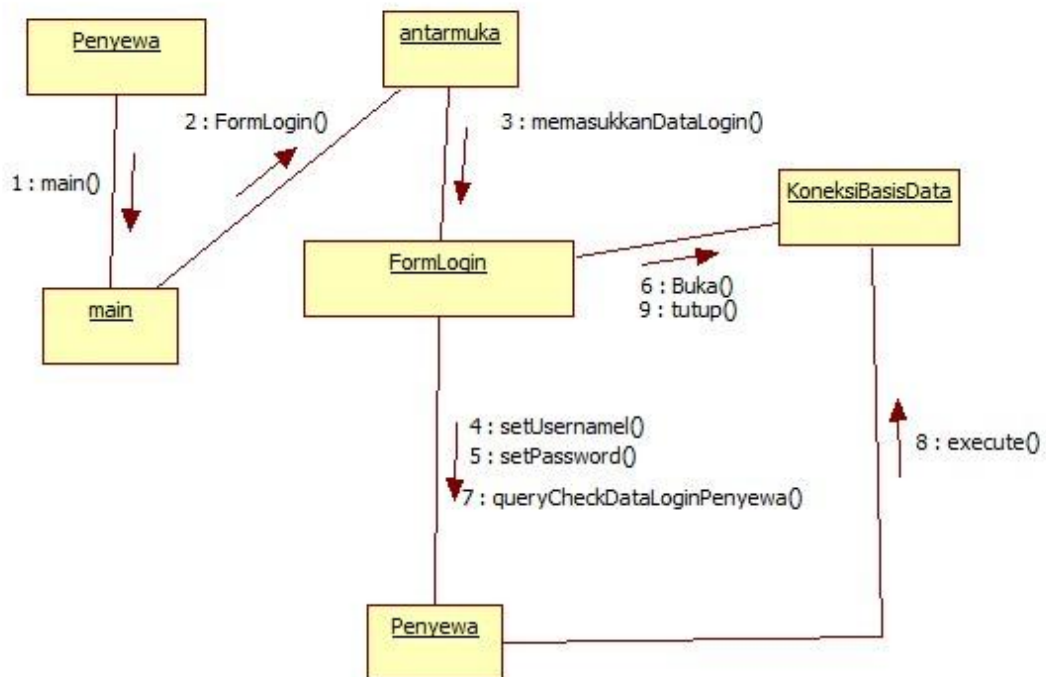 Penyewa
antarmuka
2 : FormLogin()
3 : memasukkanDataLogin()
1 : main()
KoneksiBasisData
FormLogin
main
6 : Buka()
9 : tutup()
4 : setUsernamel()
5 : setPassword()
8 : execute()
7 : queryCheckDataLoginPenyewa()
Penyewa